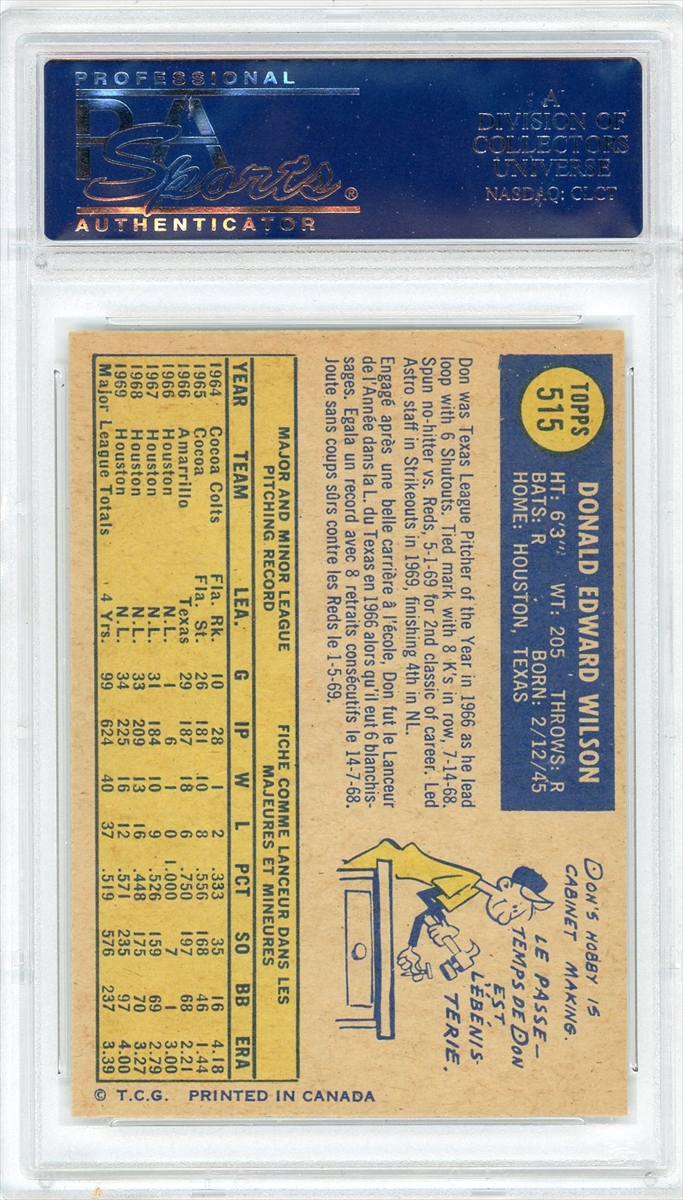 PROFESSIONAL
PSA
Sports®
AUTHENTICATOR
A
DIVISION OF
COLLECTORS
UNIVERSE
NASDAQ: CLCT
TOPPS
515
DONALD EDWARD WILSON
HT: 6'3½" WT: 205 THROWS: R
BATS: R BORN: 2/12/45
HOME: HOUSTON, TEXAS
Don was Texas League Pitcher of the Year in 1966 as he lead
loop with 6 Shutouts. Tied mark with 8 K's in row, 7-14-68.
Spun no-hitter vs. Reds, 5-1-69 for 2nd classic of career. Led
Astro staff in Strikeouts in 1969, finishing 4th in NL.
Engagé après une belle carrière à l'école, Don fut le Lanceur
de l'Année dans la L. du Texas en 1966 alors qu'il eut 6 blanchis-
sages. Egala un record avec 8 retraits consécutifs le 14-7-68.
Joute sans coups sûrs contre les Reds le 1-5-69.
DON'S HOBBY IS
CABINET MAKING.
LE PASSE-
TEMPS DE DON
EST
L'ÉBÉNIS-
TERIE.
MAJOR AND MINOR LEAGUE
PITCHING RECORD
FICHE COMME LANCEUR DANS LES
MAJEURES ET MINEURES
YEAR TEAM LEA. G IP W L PCT SO BB ERA
1964 Cocoa Colts Fla. Rk. 10 28 1 2 .333 35 16 4.18
1965 Cocoa Fla. St. 26 181 10 8 .556 168 46 1.44
1966 Amarillo Texas 29 187 18 6 .750 197 68 2.21
1966 Houston N.L. 1 6 1 0 1.000 7 1 3.00
1967 Houston N.L. 31 184 10 9 .526 159 69 2.79
1968 Houston N.L. 33 209 13 16 .448 175 70 3.27
1969 Houston N.L. 34 225 16 12 .571 235 97 4.00
Major League Totals 4 Yrs. 99 624 40 37 .519 576 237 3.39
© T.C.G. PRINTED IN CANADA